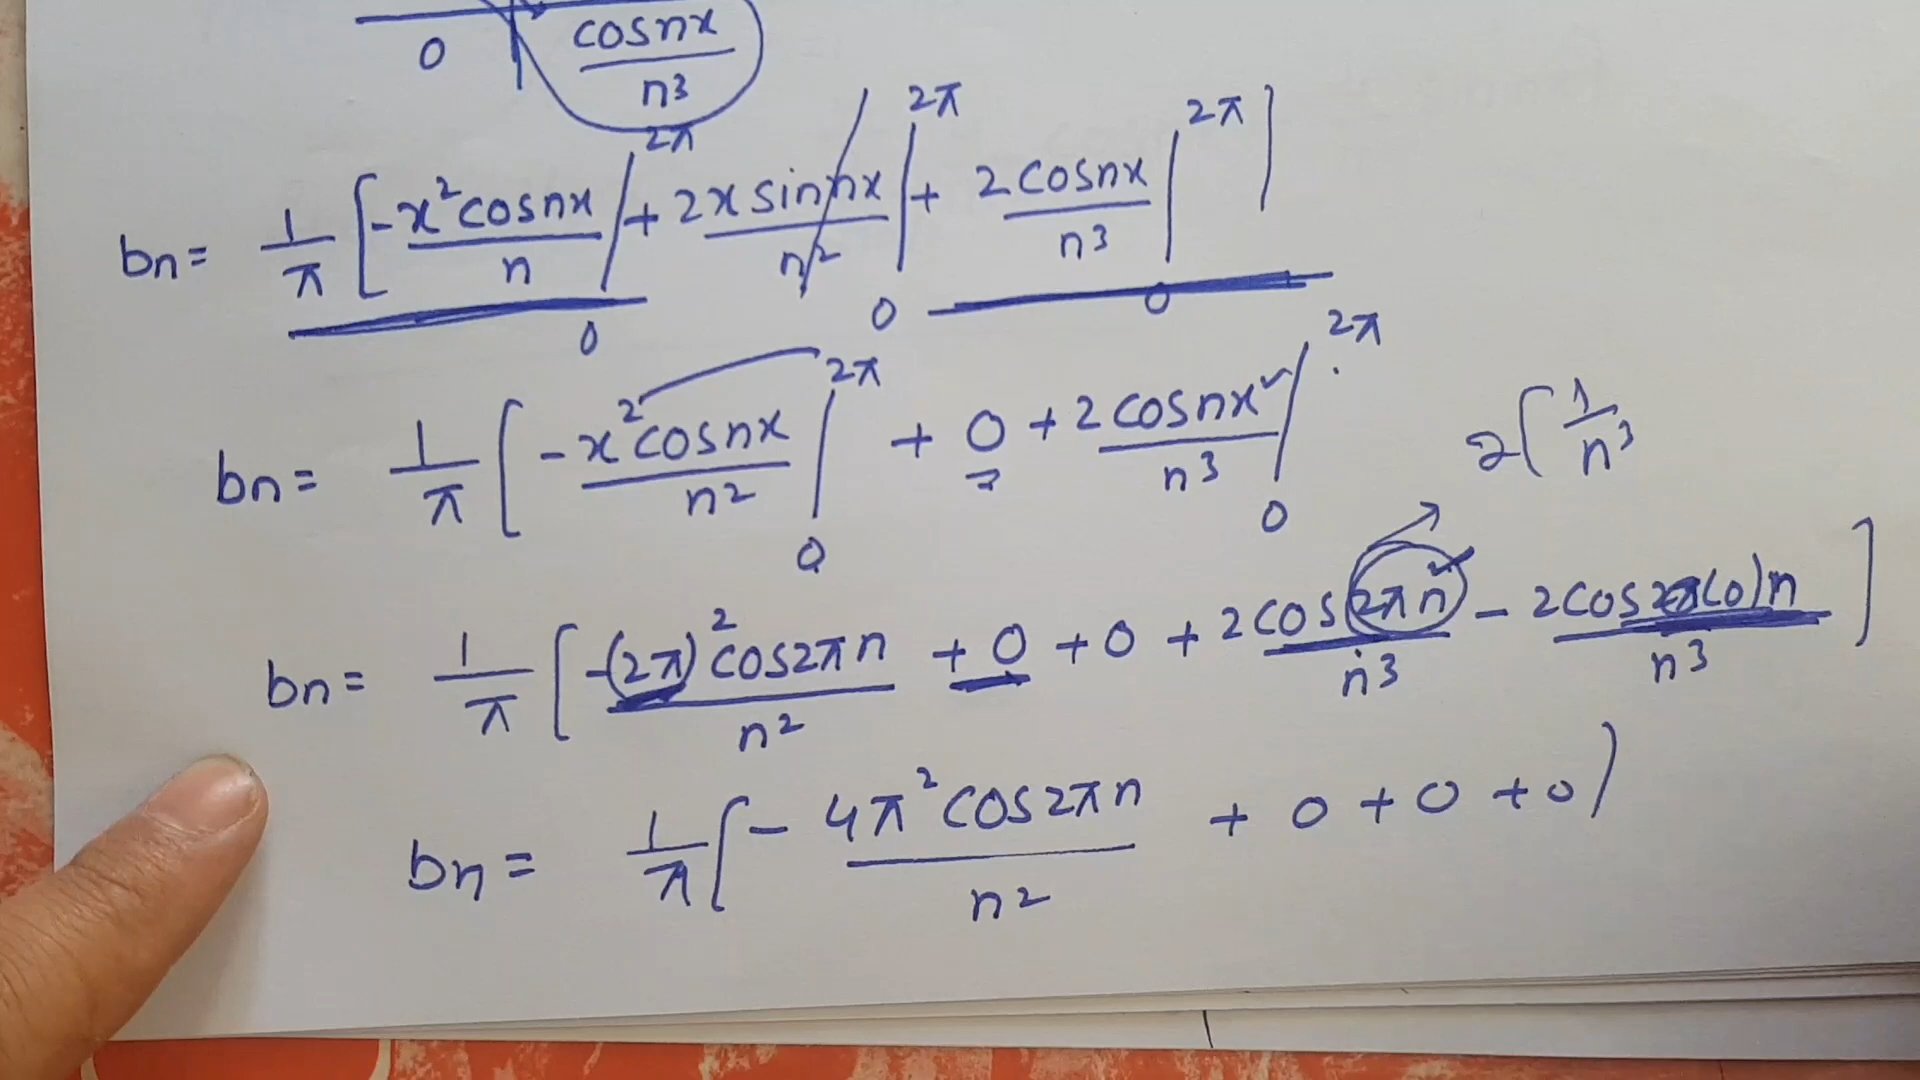 0 cosnx/n³
bn = 1/π [-x²cosnx/n |₀^2π + 2x sinnx/n² |₀^2π + 2cosnx/n³ |₀^2π ]
bn = 1/π [ -x²cosnx/n² |₀^2π + 0 + 2cosnx/n³ |₀^2π 2[ 1/n³
bn = 1/π [ -(2π)²cos2πn/n² + 0 + 0 + 2cos2πn/n³ - 2cos2π(0)n/n³ ]
bn = 1/π [ - 4π²cos2πn/n² + 0 + 0 + 0 )